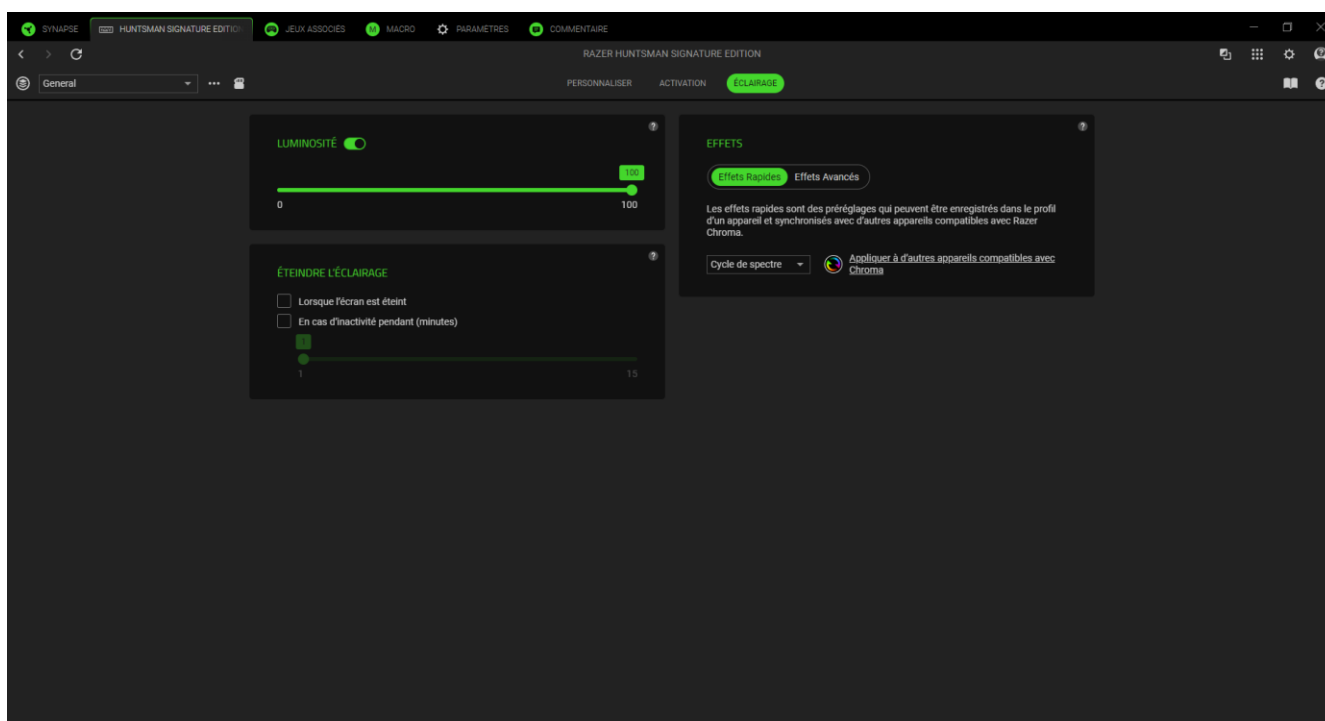 SYNAPSE
HUNTSMAN SIGNATURE EDITIO
JEUX ASSOCIÉS
M
MACRO
PARAMÈTRES
COMMENTAIRE
RAZER HUNTSMAN SIGNATURE EDITION
General
PERSONNALISER
ACTIVATION
ÉCLAIRAGE
LUMINOSITÉ
?
100
0
100
ÉTEINDRE L'ÉCLAIRAGE
?
Lorsque l'écran est éteint
En cas d'inactivité pendant (minutes)
1
1
15
EFFETS
?
Effets Rapides
Effets Avancés
Les effets rapides sont des préréglages qui peuvent être enregistrés dans le profil
d'un appareil et synchronisés avec d'autres appareils compatibles avec Razer
Chroma.
Cycle de spectre
Appliquer à d'autres appareils compatibles avec
Chroma